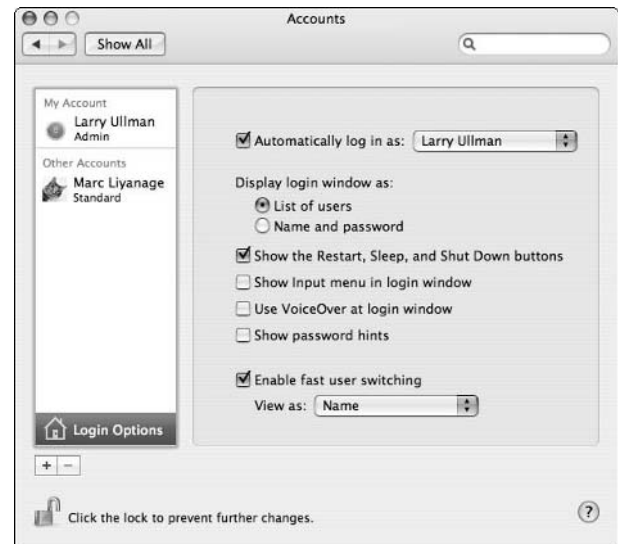 Accounts
Show All
My Account
Larry Ullman
Admin
Other Accounts
Marc Liyanage
Standard
Login Options
Automatically log in as: Larry Ullman
Display login window as:
List of users
Name and password
Show the Restart, Sleep, and Shut Down buttons
Show Input menu in login window
Use VoiceOver at login window
Show password hints
Enable fast user switching
View as: Name
+ −
Click the lock to prevent further changes.
?